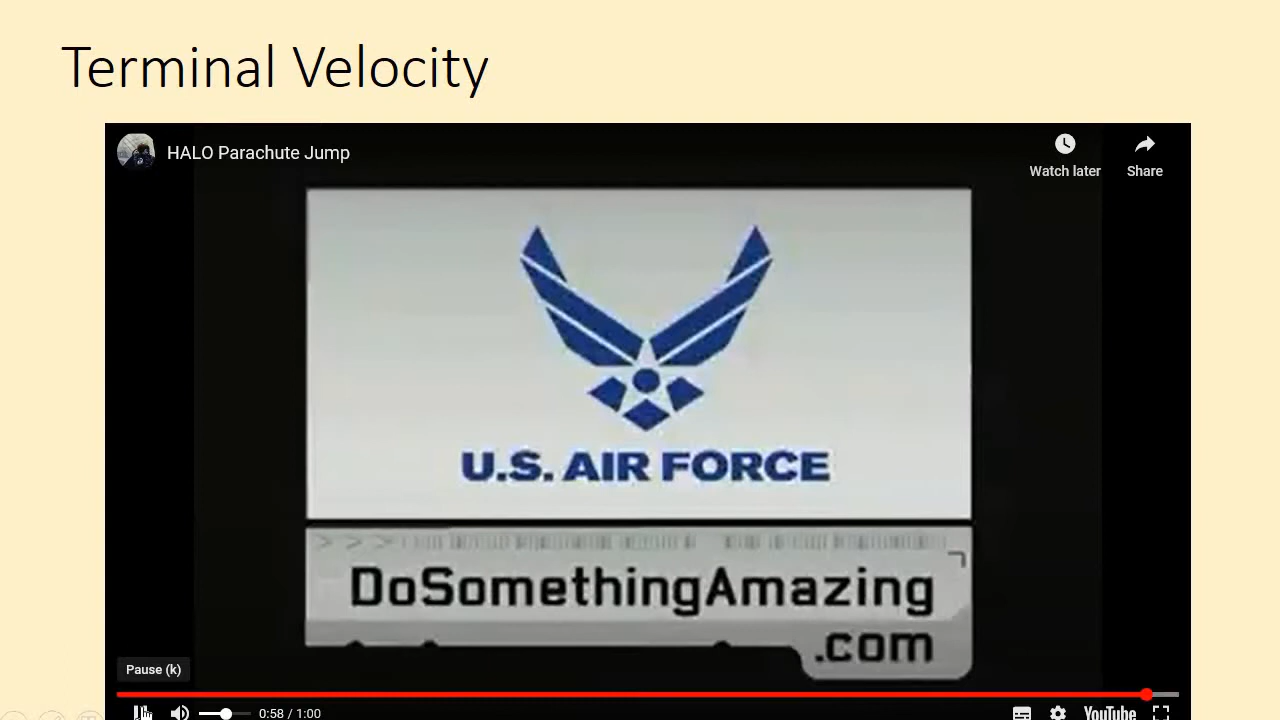 Terminal Velocity
HALO Parachute Jump
Watch later
Share
U.S. AIR FORCE
> > >
DoSomethingAmazing
.com
Pause (k)
0:58 / 1:00
YouTube